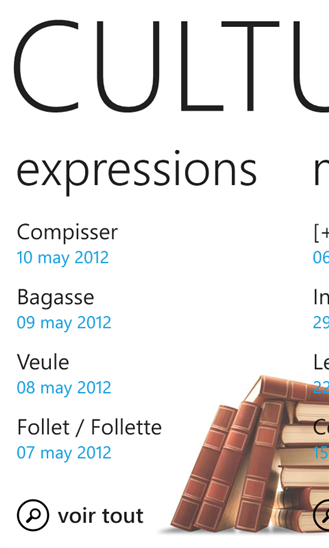 CULTU
expressions
Compisser
10 may 2012
Bagasse
09 may 2012
Veule
08 may 2012
Follet / Follette
07 may 2012
voir tout
[+
06
In
29
Le
22
15